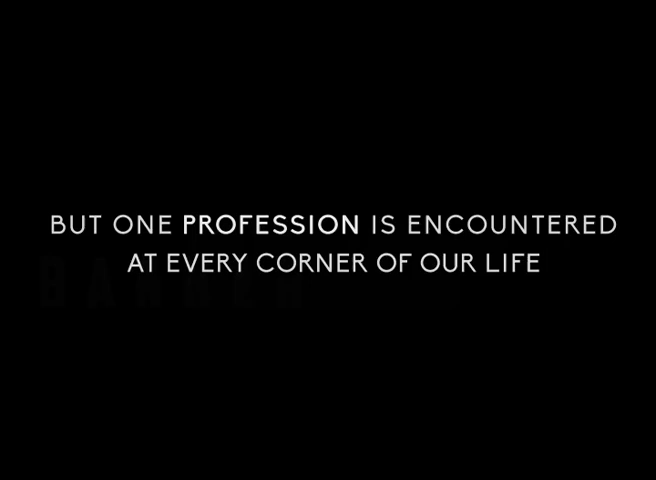 BUT ONE PROFESSION IS ENCOUNTERED
AT EVERY CORNER OF OUR LIFE